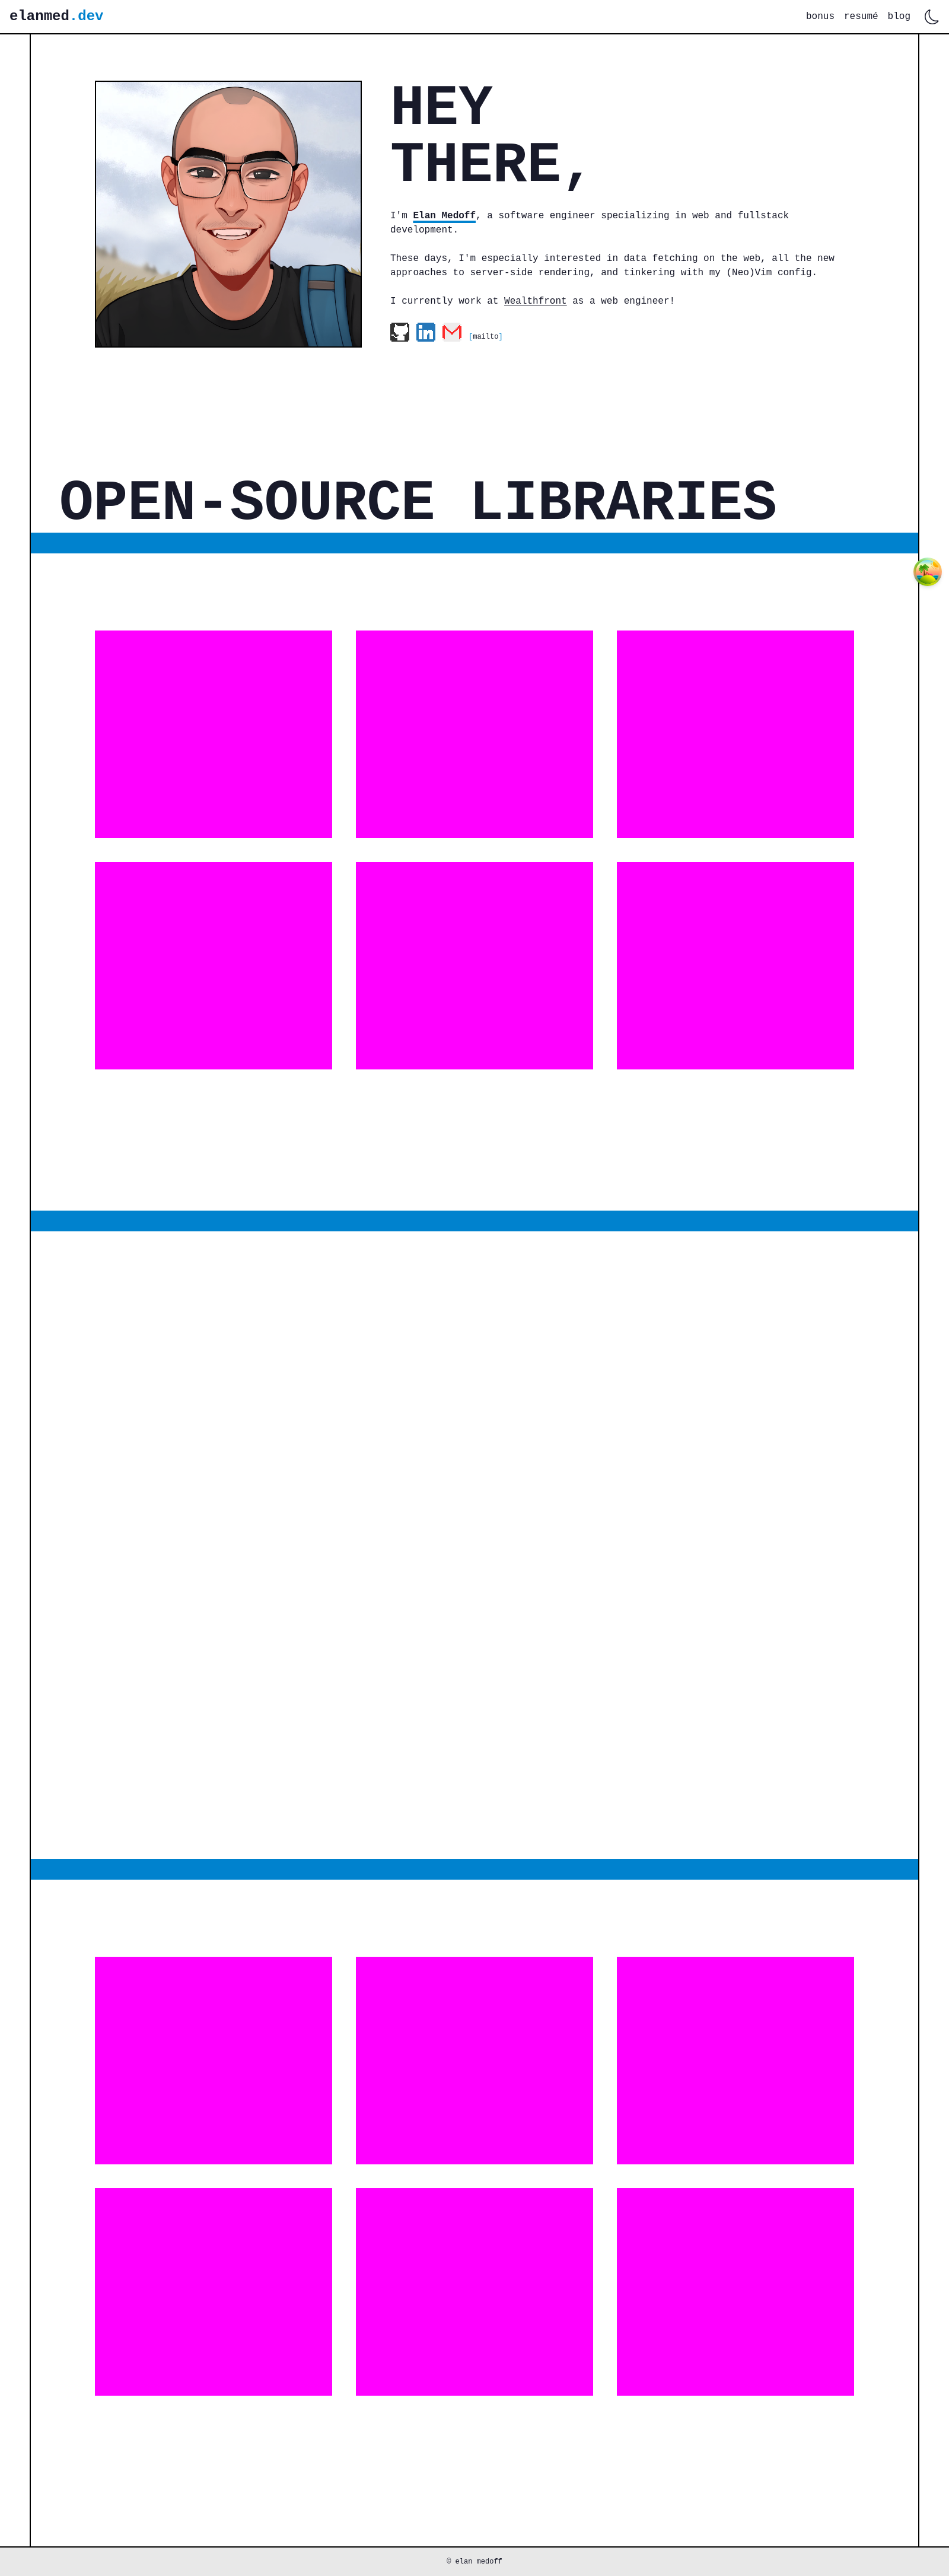 elanmed.dev
bonus resumé blog
HEY
THERE,
I'm Elan Medoff, a software engineer specializing in web and fullstack
development.
These days, I'm especially interested in data fetching on the web, all the new
approaches to server-side rendering, and tinkering with my (Neo)Vim config.
I currently work at Wealthfront as a web engineer!
in [mailto]
OPEN-SOURCE LIBRARIES
© elan medoff